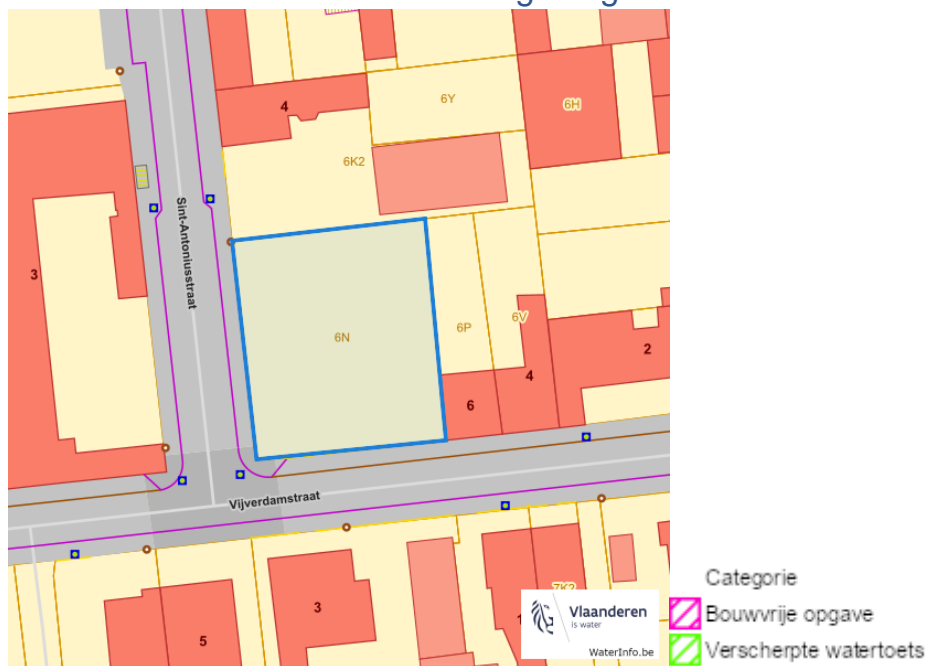 4
6Y
6H
6K2
Sint-Antoniusstraat
3
6N
6P
6V
2
4
6
Vijverdamstraat
3
5
7K2
Vlaanderen
is water
WaterInfo.be
Categorie
Bouwvrije opgave
Verscherpte watertoets